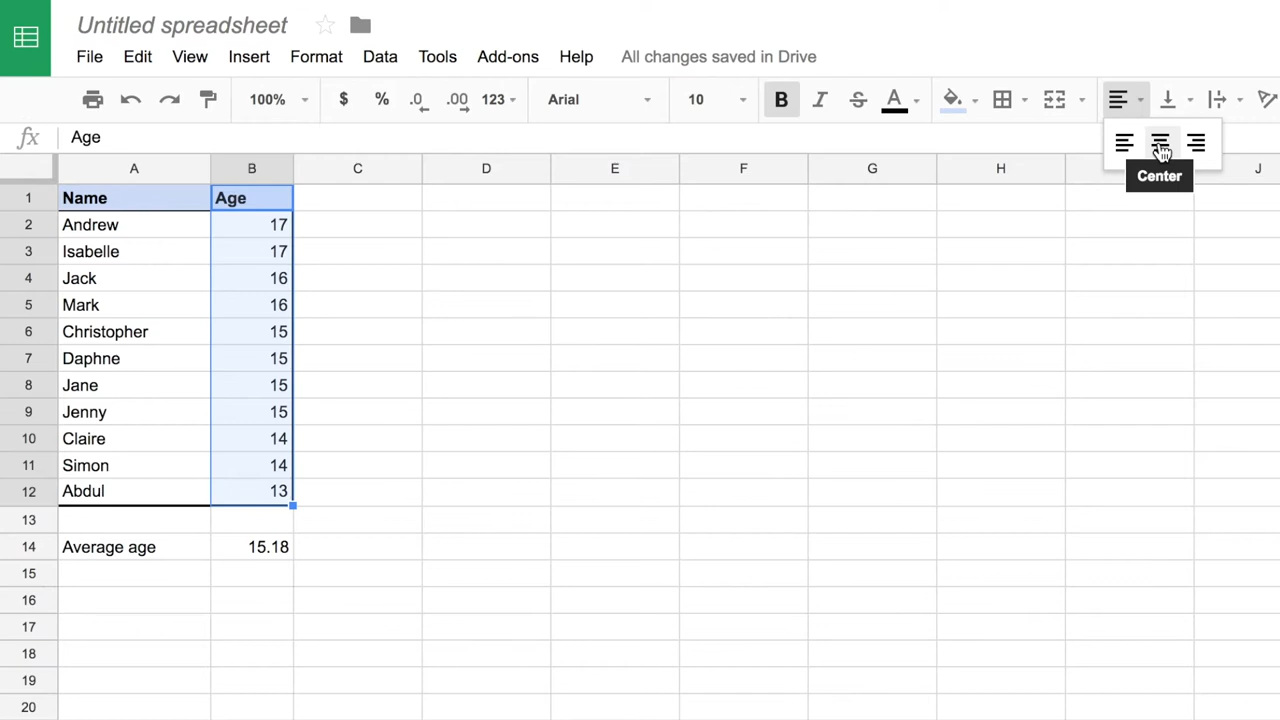 Untitled spreadsheet
File Edit View Insert Format Data Tools Add-ons Help All changes saved in Drive
100% $ % .0 .00 123 Arial 10 B I S A
fx Age
Center
A B C D E F G H J
1 Name Age
2 Andrew 17
3 Isabelle 17
4 Jack 16
5 Mark 16
6 Christopher 15
7 Daphne 15
8 Jane 15
9 Jenny 15
10 Claire 14
11 Simon 14
12 Abdul 13
13
14 Average age 15.18
15
16
17
18
19
20